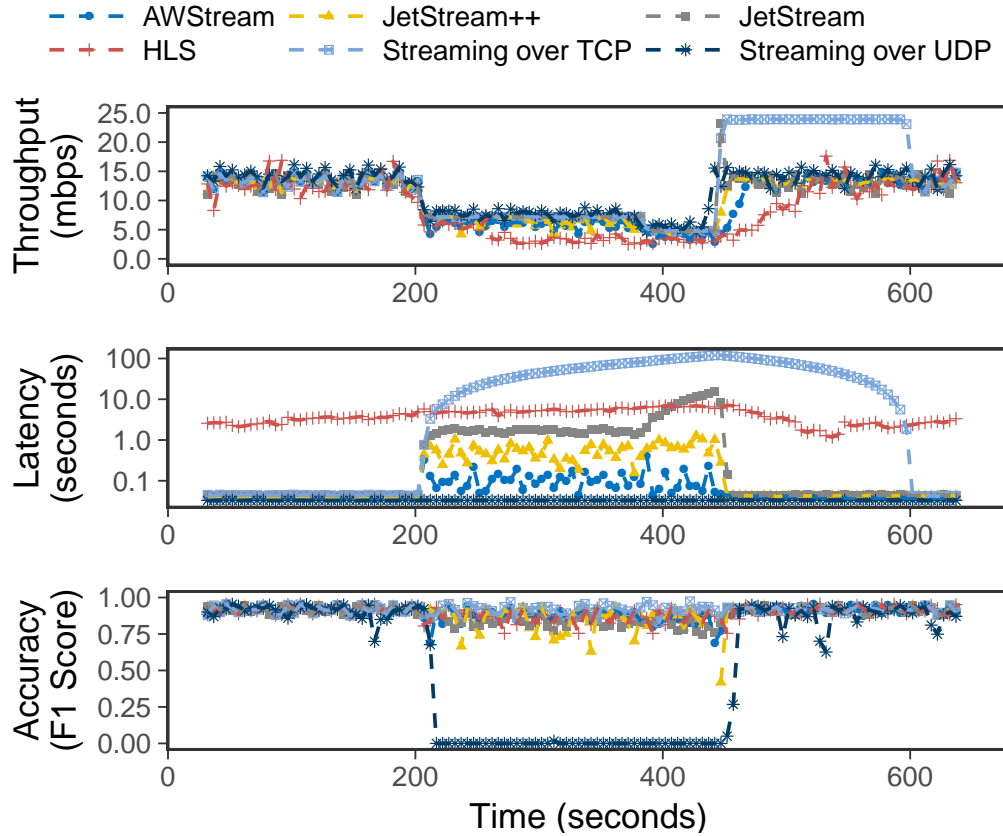 AWStream JetStream++ JetStream
HLS Streaming over TCP Streaming over UDP
Throughput
(mbps)
25.0
20.0
15.0
10.0
5.0
0.0
0 200 400 600
Latency
(seconds)
100
10.0
1.0
0.1
0 200 400 600
Accuracy
(F1 Score)
1.00
0.75
0.50
0.25
0.00
0 200 400 600
Time (seconds)